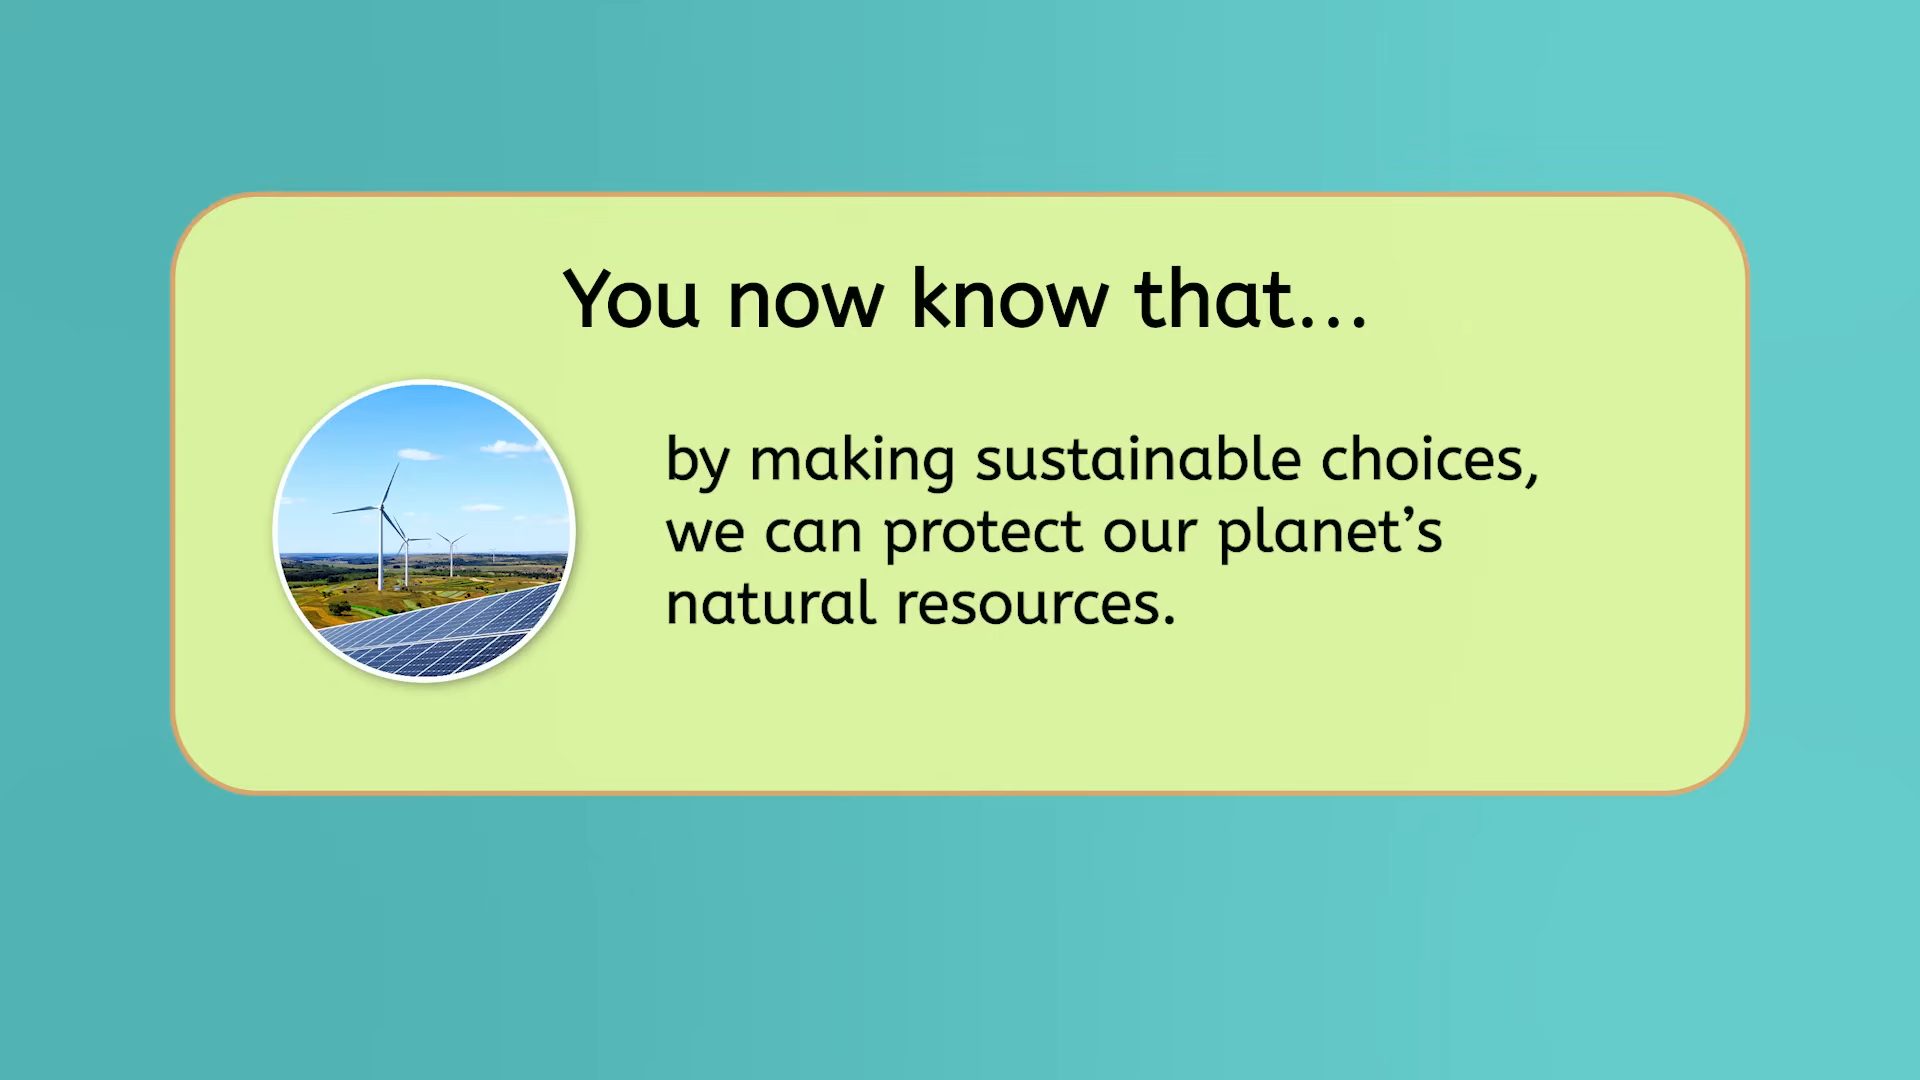 You now know that...
by making sustainable choices,
we can protect our planet’s
natural resources.